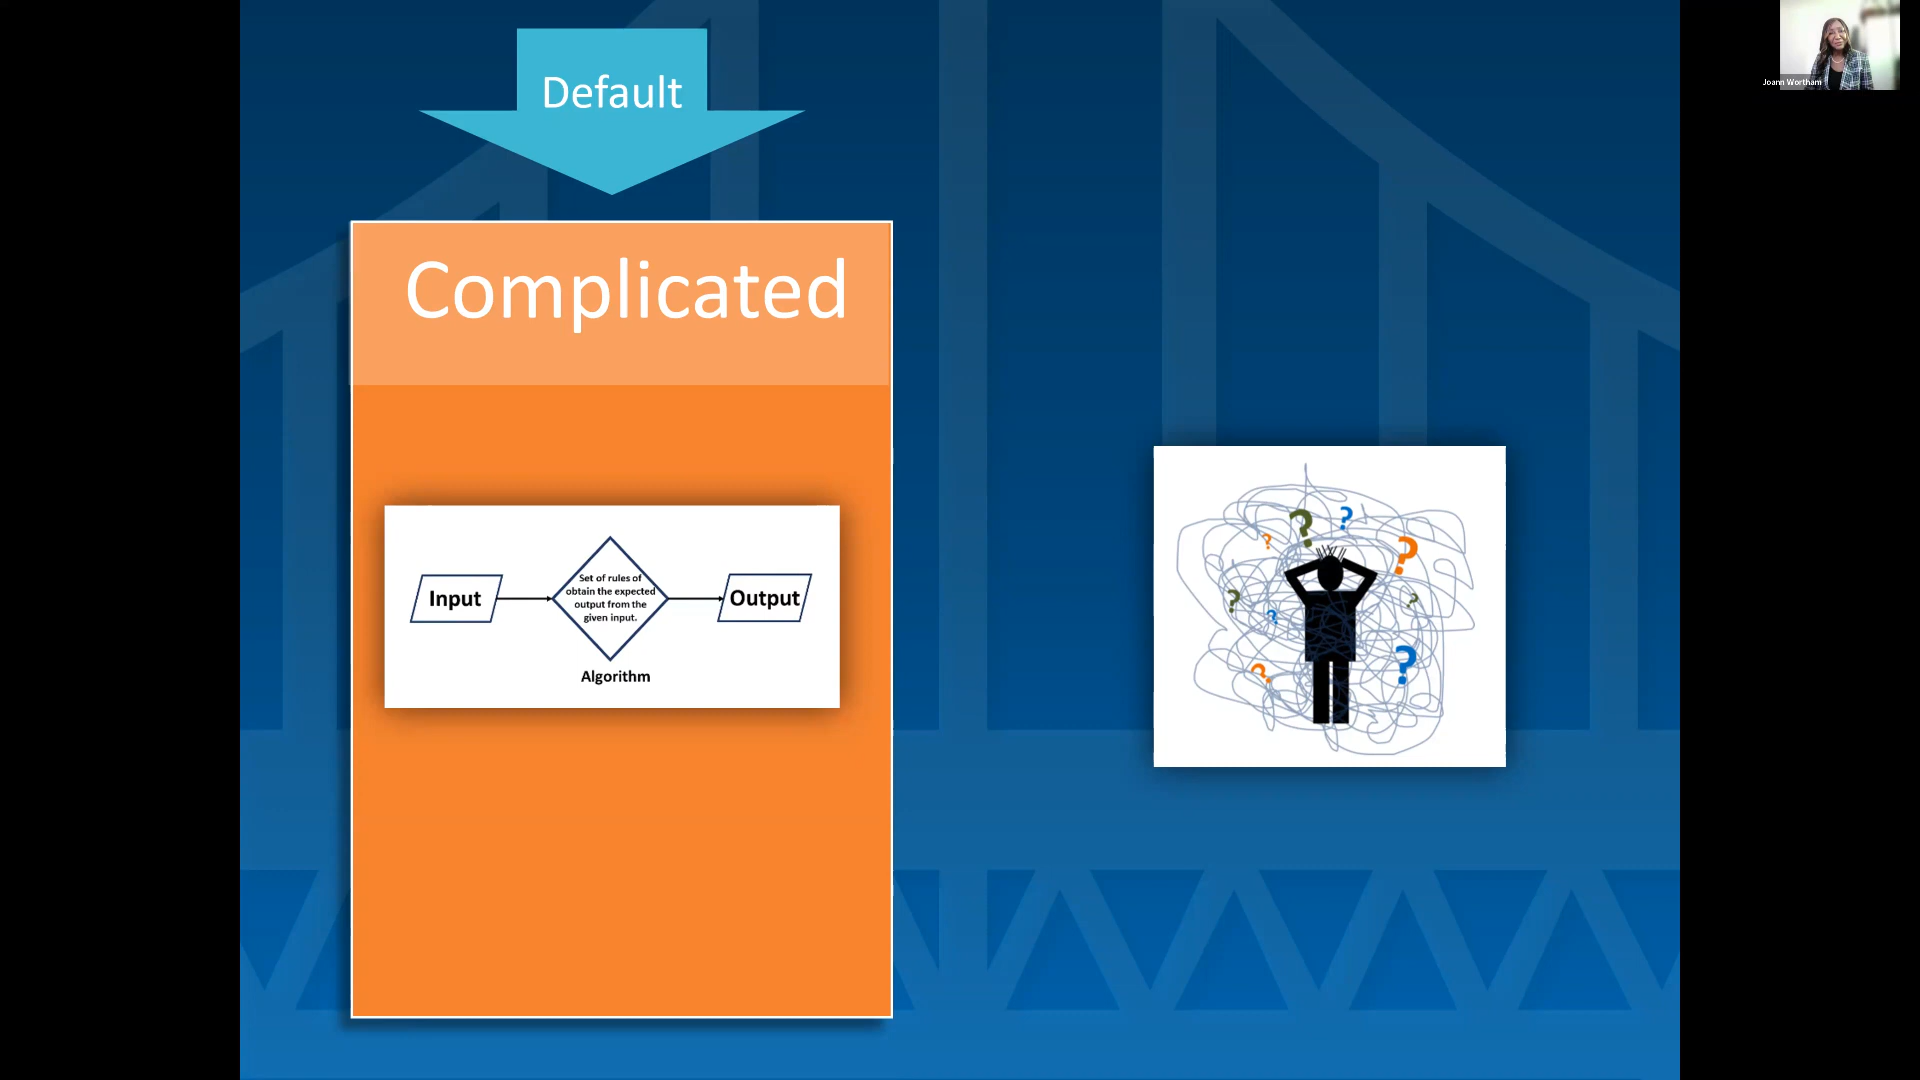 Default
Complicated
Input
Set of rules of
obtain the expected
output from the
given input.
Output
Algorithm
? ? ? ?
? ?
?
? ?
Joann Wortham